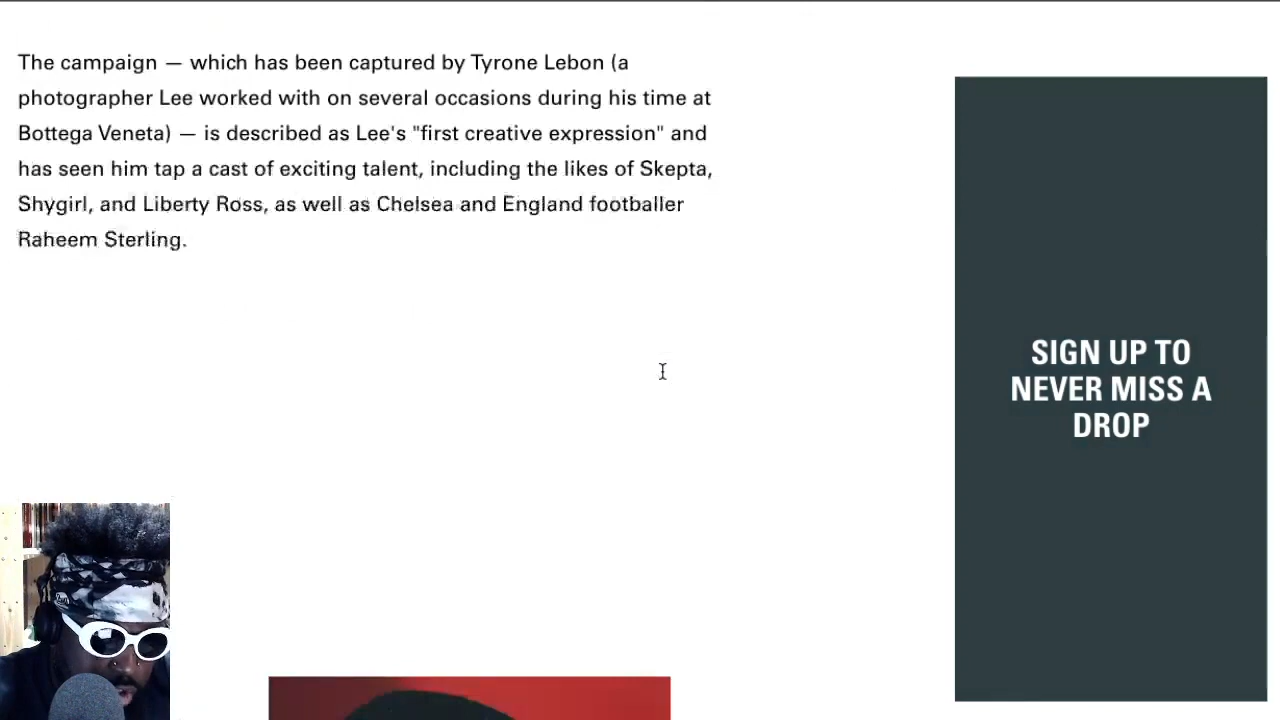 The campaign — which has been captured by Tyrone Lebon (a
photographer Lee worked with on several occasions during his time at
Bottega Veneta) — is described as Lee's "first creative expression" and
has seen him tap a cast of exciting talent, including the likes of Skepta,
Shygirl, and Liberty Ross, as well as Chelsea and England footballer
Raheem Sterling.
SIGN UP TO
NEVER MISS A
DROP